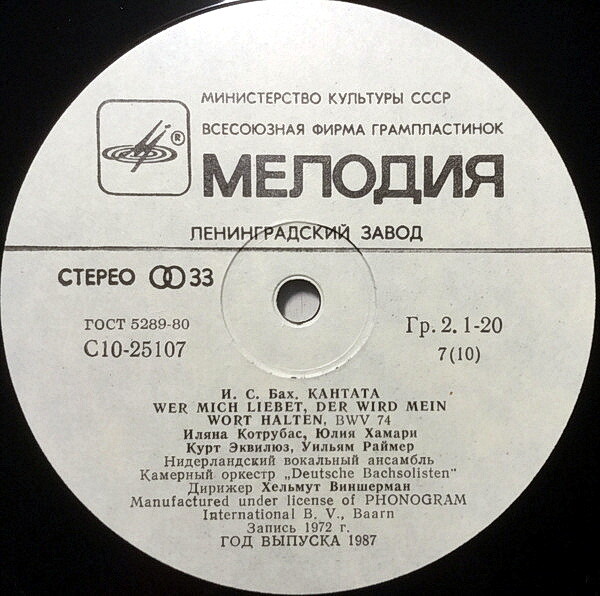 МИНИСТЕРСТВО КУЛЬТУРЫ СССР
ВСЕСОЮЗНАЯ ФИРМА ГРАМПЛАСТИНОК
®
МЕЛОДИЯ
ЛЕНИНГРАДСКИЙ ЗАВОД
СТЕРЕО 33
ГОСТ 5289-80
С10-25107
Гр. 2. 1-20
7(10)
И. С. Бах. КАНТАТА
WER MICH LIEBET, DER WIRD MEIN
WORT HALTEN, BWV 74
Иляна Котрубас, Юлия Хамари
Курт Эквилюз, Уильям Раймер
Нидерландский вокальный ансамбль
Камерный оркестр „Deutsche Bachsolisten"
Дирижер Хельмут Виншерман
Manufactured under license of PHONOGRAM
International B. V., Baarn
Запись 1972 г.
ГОД ВЫПУСКА 1987